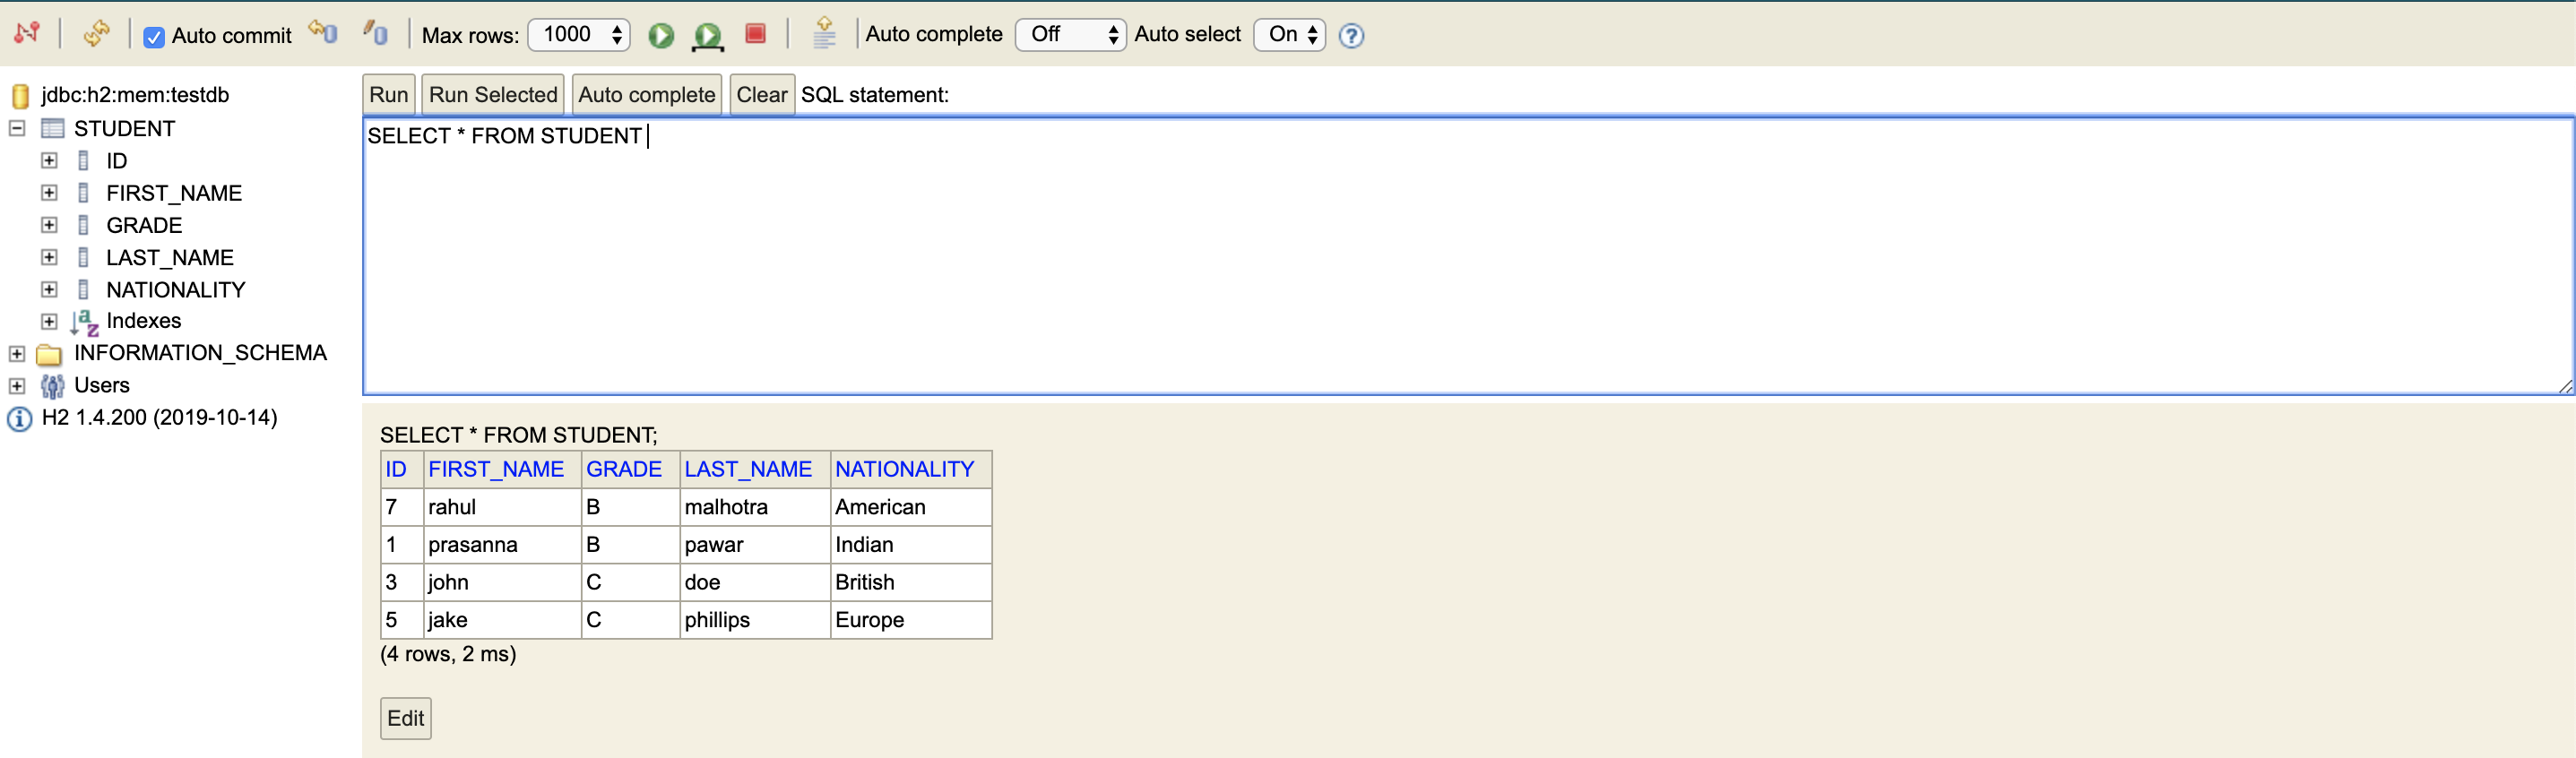 Auto commit Max rows: 1000 Auto complete Off Auto select On ?
jdbc:h2:mem:testdb
STUDENT
ID
FIRST_NAME
GRADE
LAST_NAME
NATIONALITY
Indexes
INFORMATION_SCHEMA
Users
H2 1.4.200 (2019-10-14)
Run Run Selected Auto complete Clear SQL statement:
SELECT * FROM STUDENT
SELECT * FROM STUDENT;
ID FIRST_NAME GRADE LAST_NAME NATIONALITY
7 rahul B malhotra American
1 prasanna B pawar Indian
3 john C doe British
5 jake C phillips Europe
(4 rows, 2 ms)
Edit